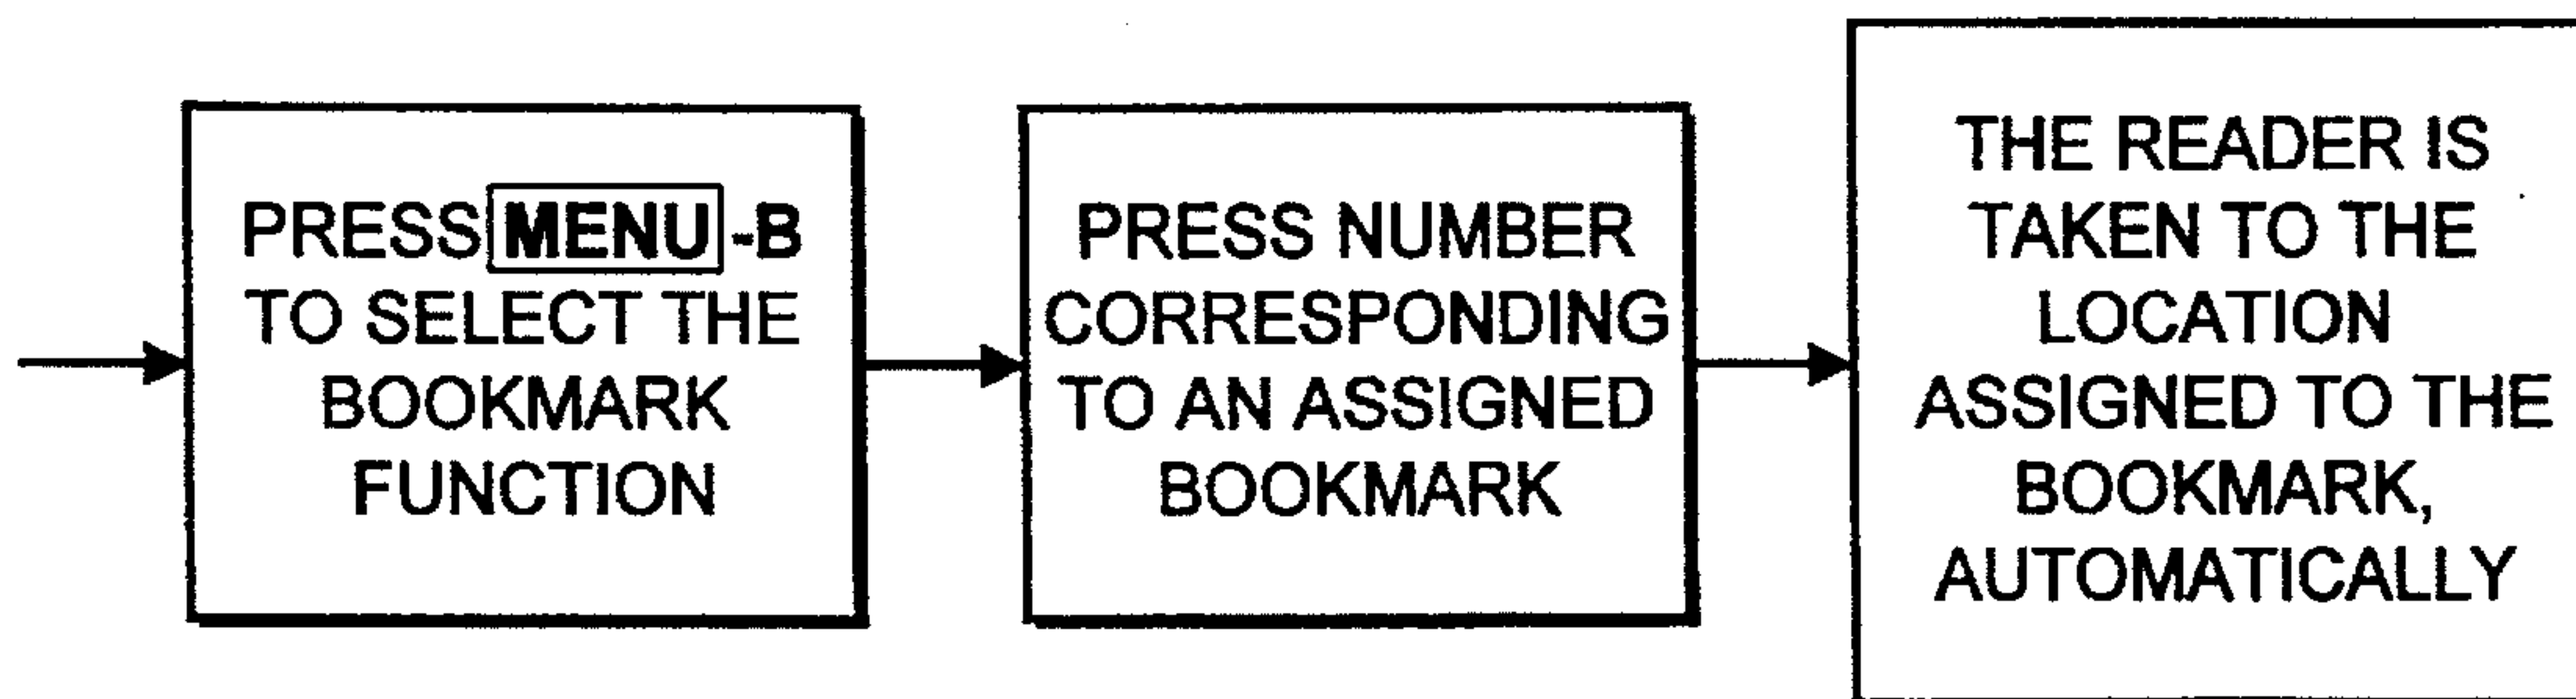 PRESS MENU -B
TO SELECT THE
BOOKMARK
FUNCTION
PRESS NUMBER
CORRESPONDING
TO AN ASSIGNED
BOOKMARK
THE READER IS
TAKEN TO THE
LOCATION
ASSIGNED TO THE
BOOKMARK,
AUTOMATICALLY